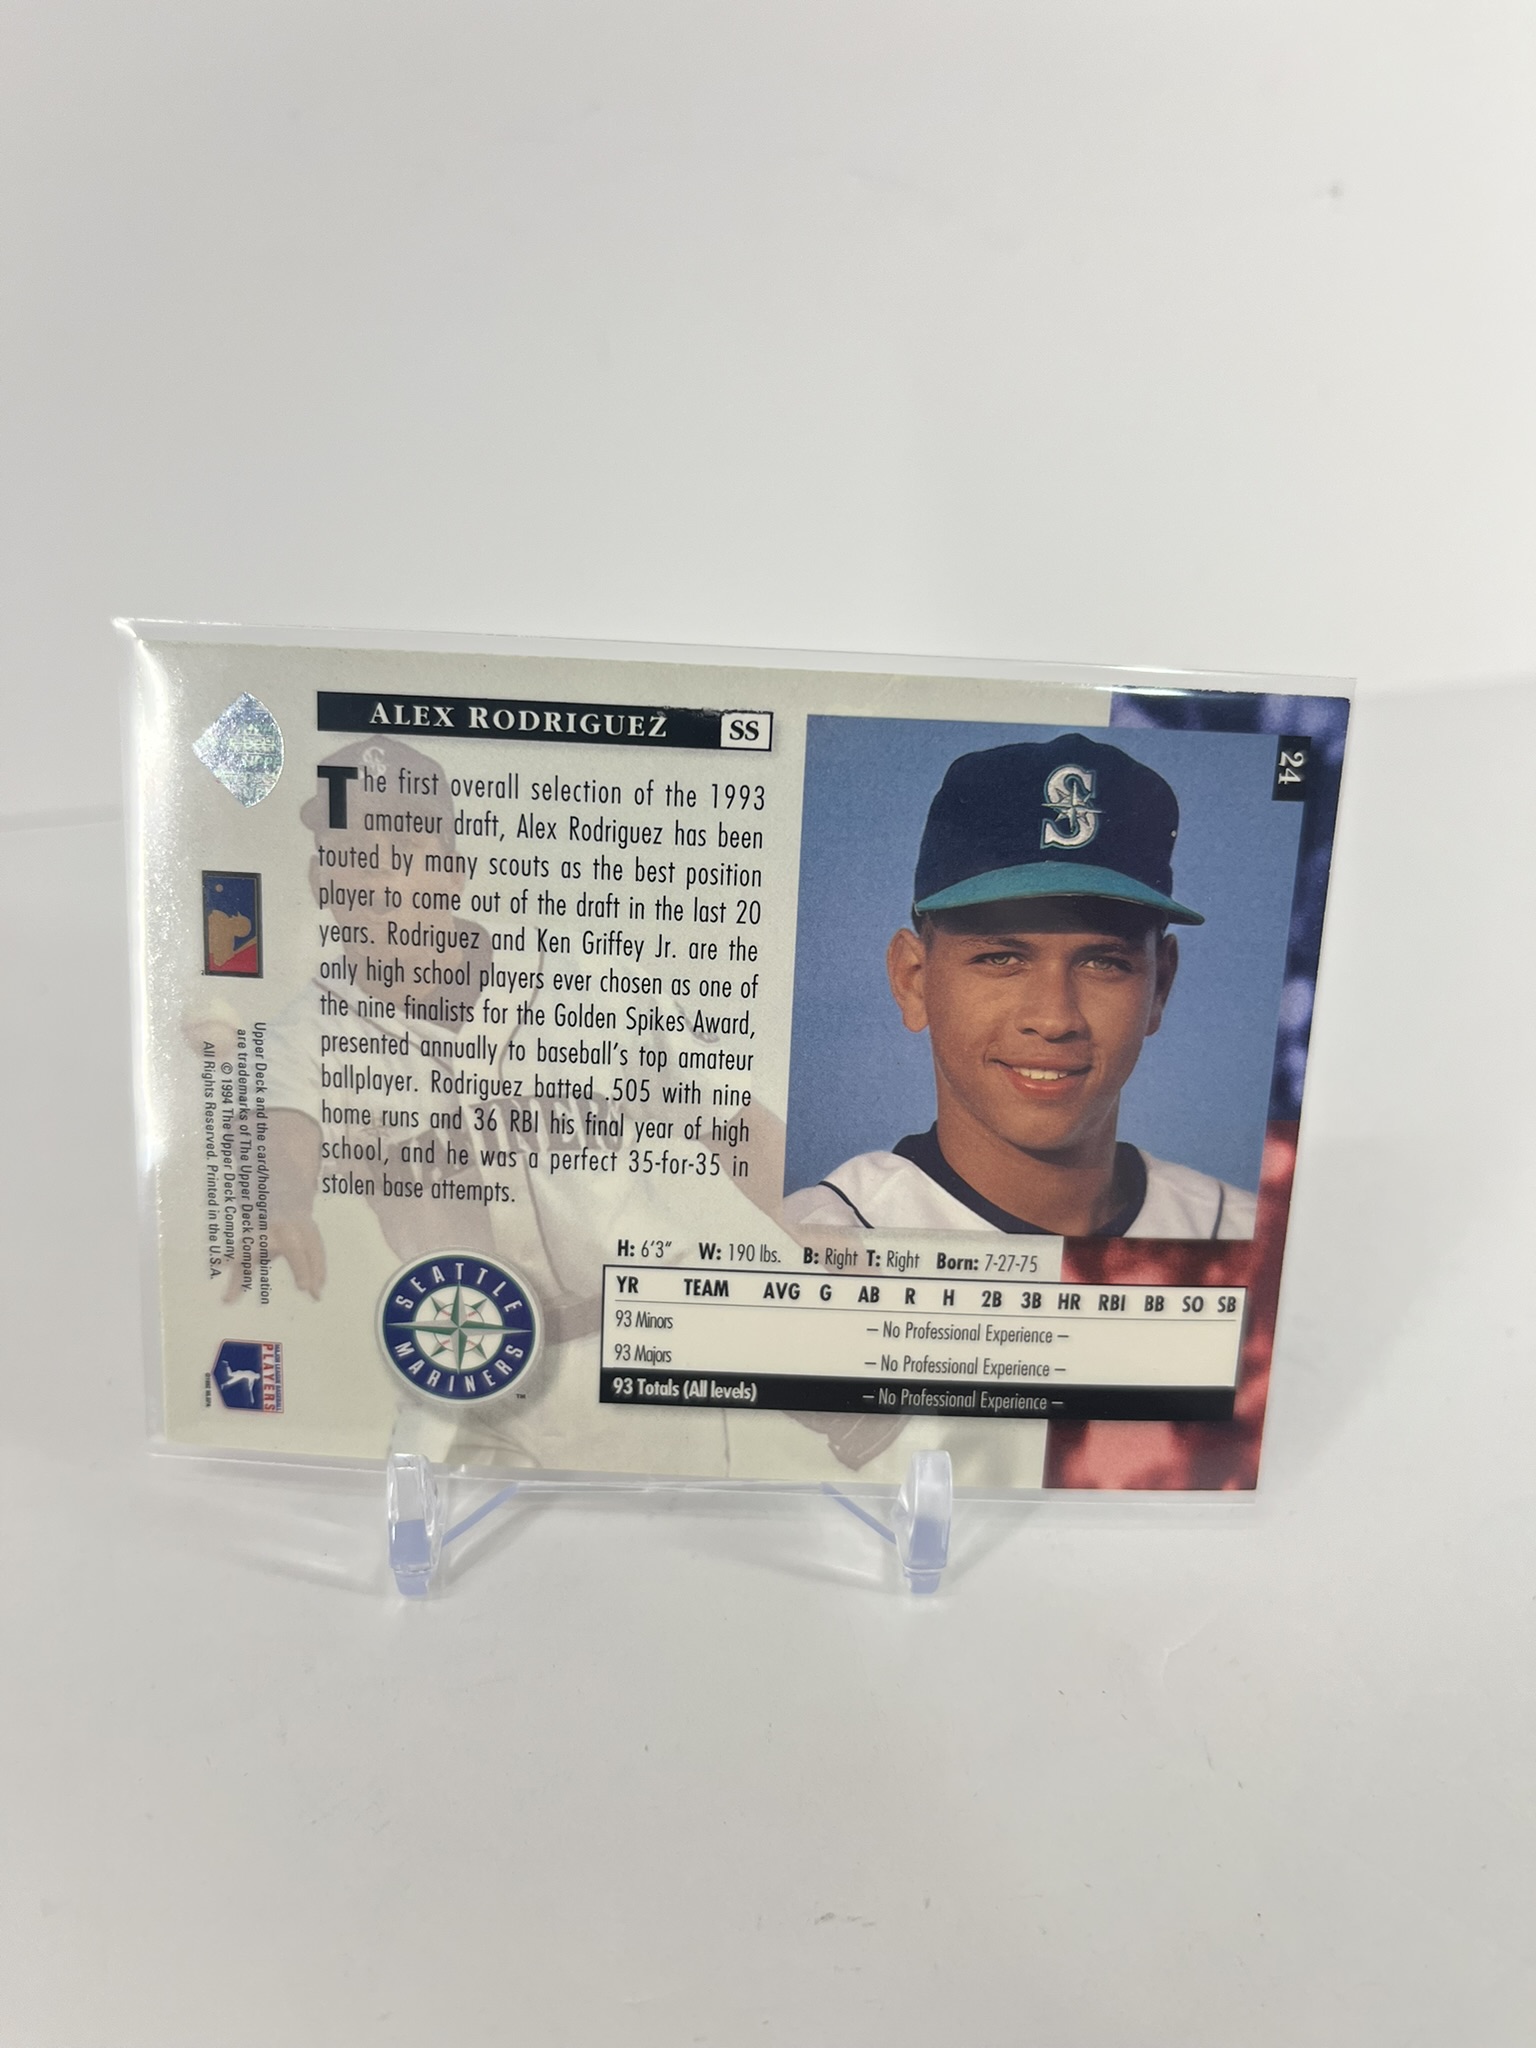 ALEX RODRIGUEZ SS
24
The first overall selection of the 1993
amateur draft, Alex Rodriguez has been
touted by many scouts as the best position
player to come out of the draft in the last 20
years. Rodriguez and Ken Griffey Jr. are the
only high school players ever chosen as one of
the nine finalists for the Golden Spikes Award,
presented annually to baseball's top amateur
ballplayer. Rodriguez batted .505 with nine
home runs and 36 RBI his final year of high
school, and he was a perfect 35-for-35 in
stolen base attempts.
H: 6'3" W: 190 lbs. B: Right T: Right Born: 7-27-75
YR TEAM AVG G AB R H 2B 3B HR RBI BB SO SB
93 Minors – No Professional Experience –
93 Majors – No Professional Experience –
93 Totals (All levels) – No Professional Experience –
SEATTLE
MARINERS
TM
S
Upper Deck and the card/hologram combination
are trademarks of The Upper Deck Company.
© 1994 The Upper Deck Company.
All Rights Reserved. Printed in the U.S.A.
PLAYERS